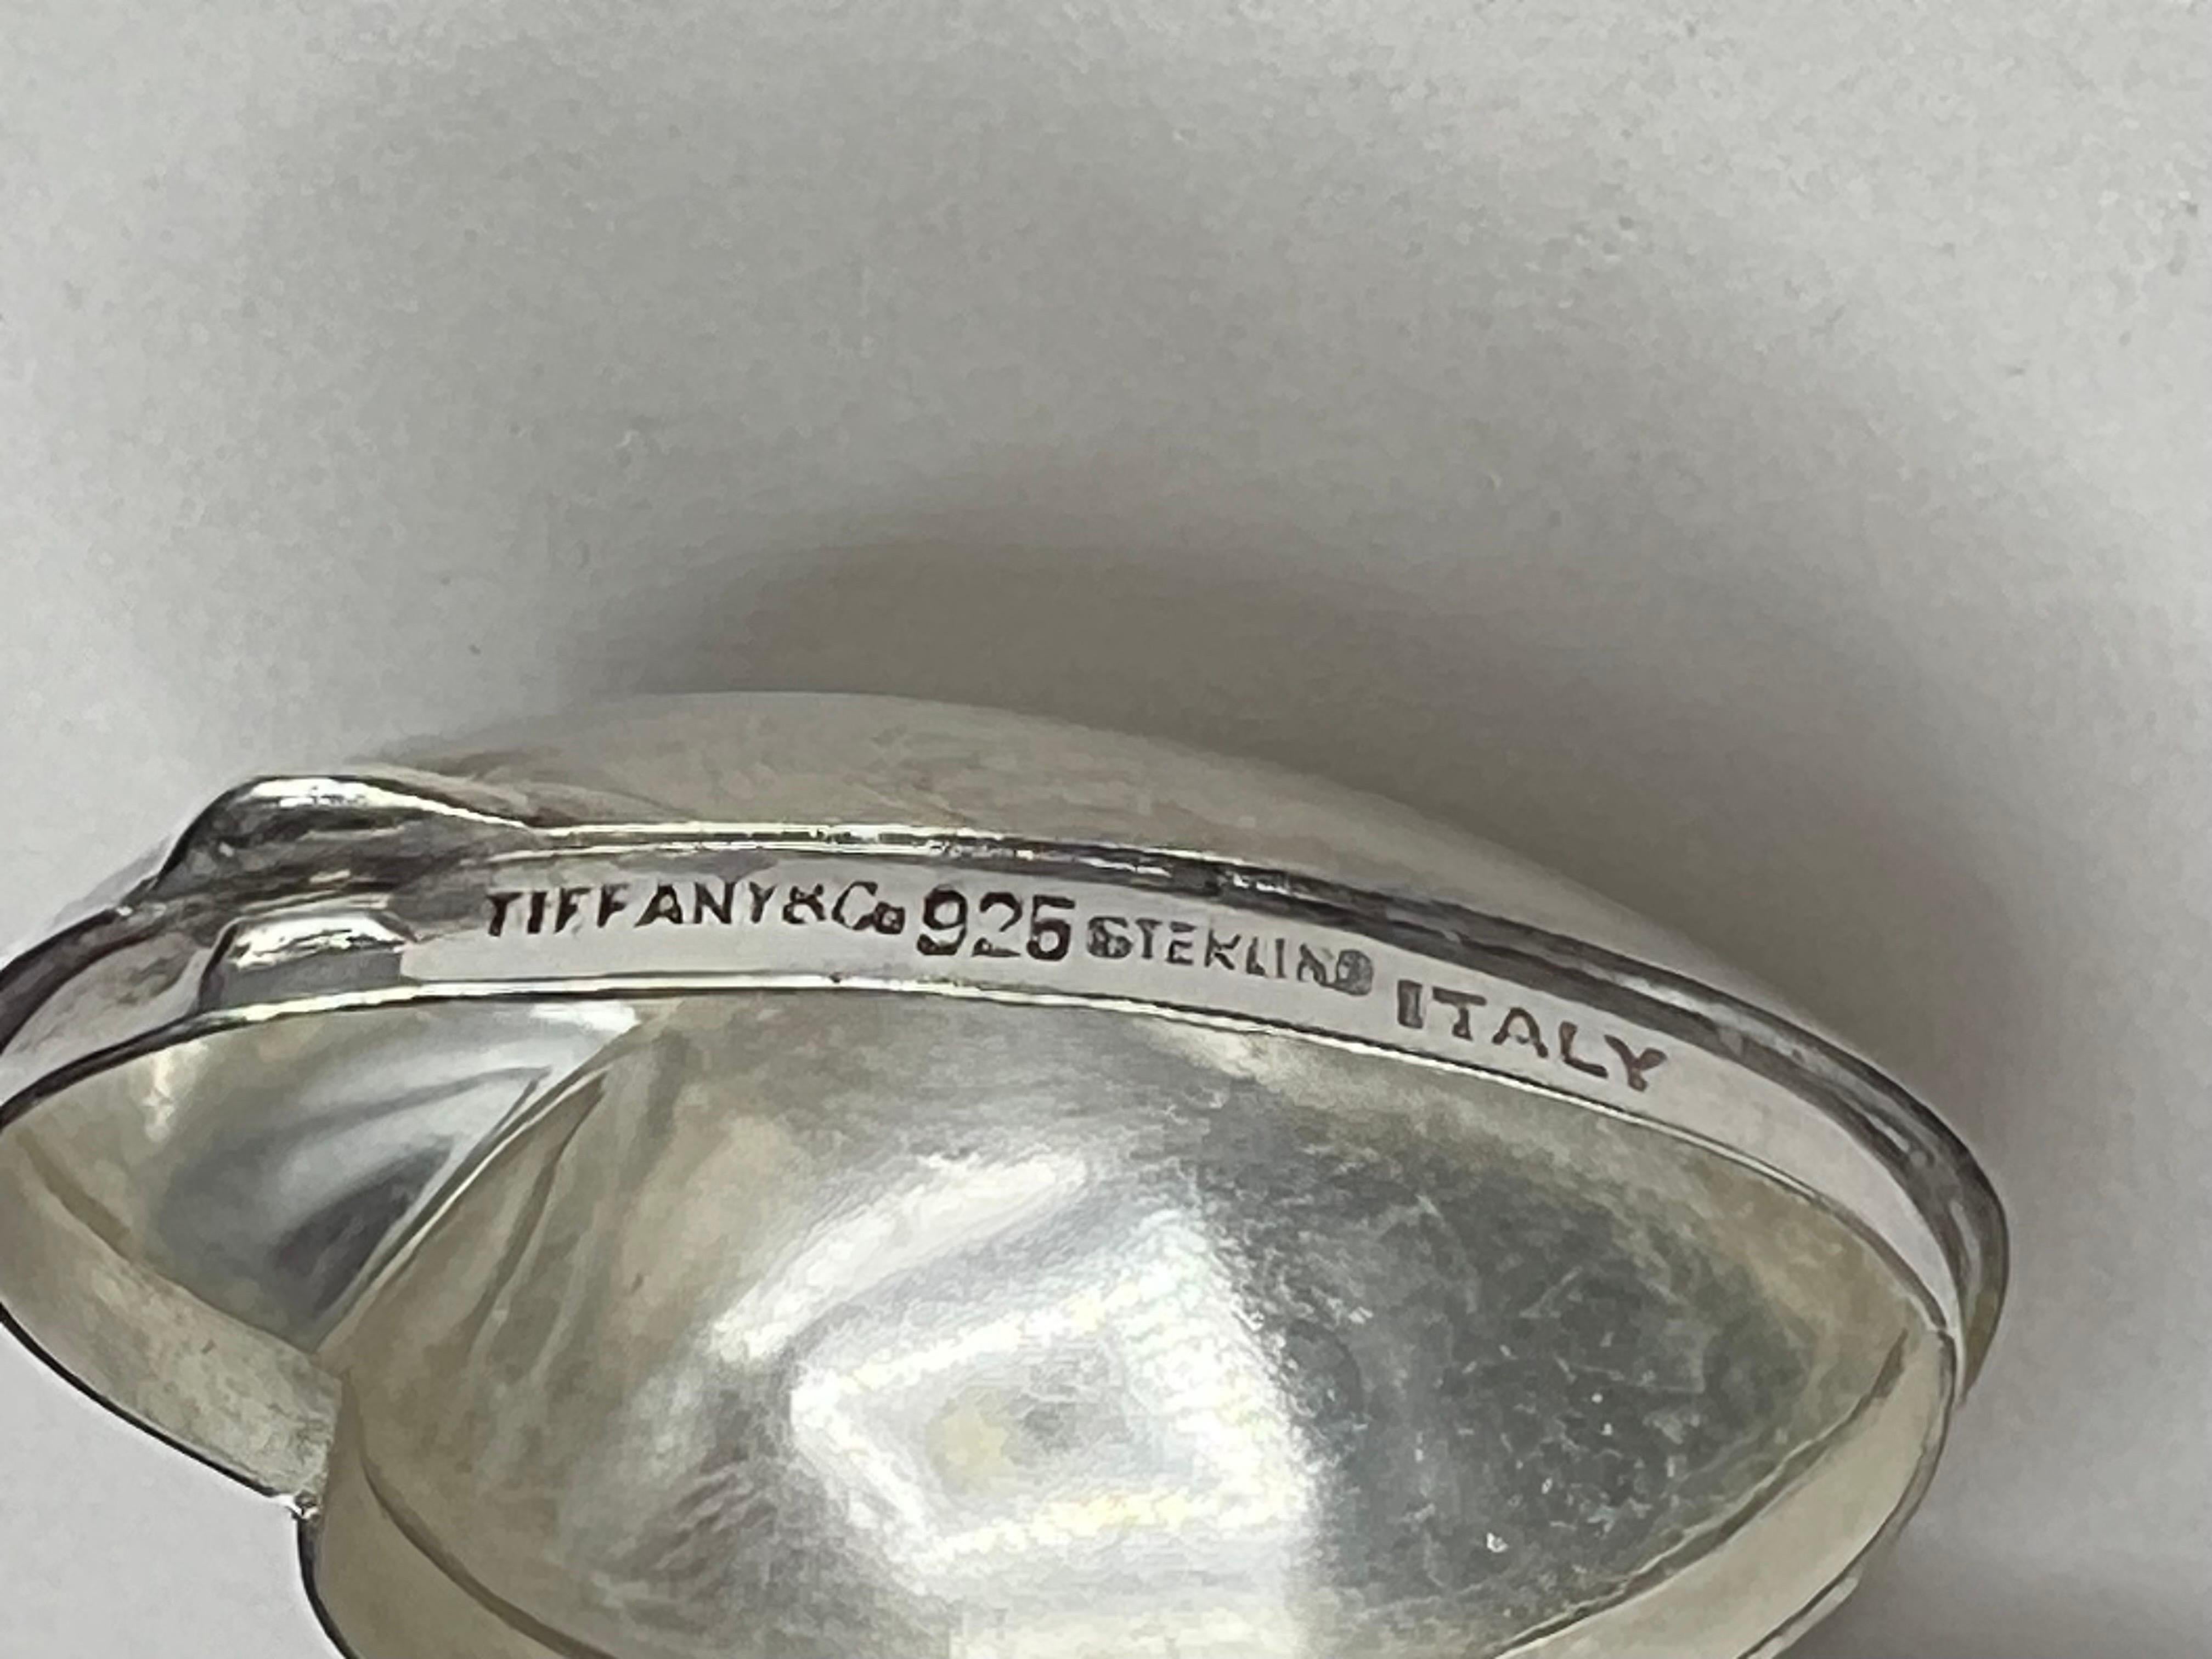 TIFFANY&Co 925 STERLING ITALY